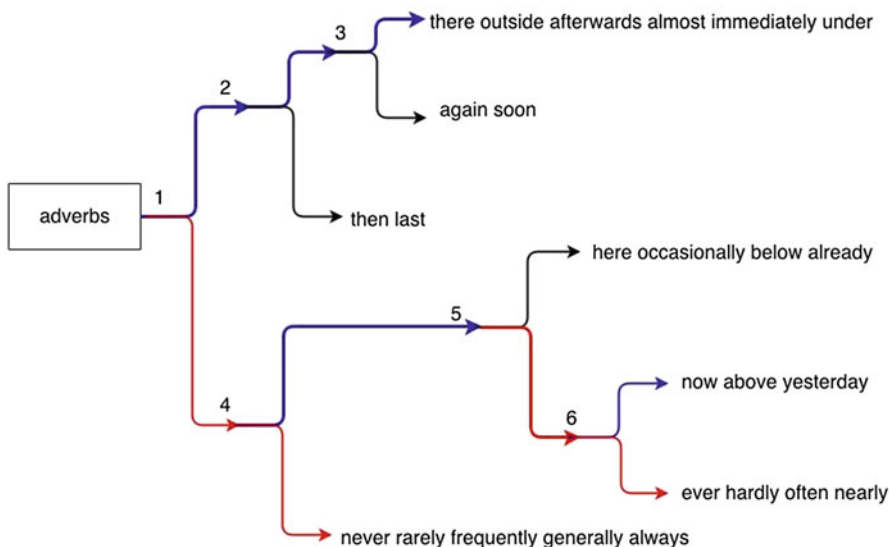 there outside afterwards almost immediately under
3
2
again soon
1
adverbs
then last
here occasionally below already
5
now above yesterday
4
6
ever hardly often nearly
never rarely frequently generally always